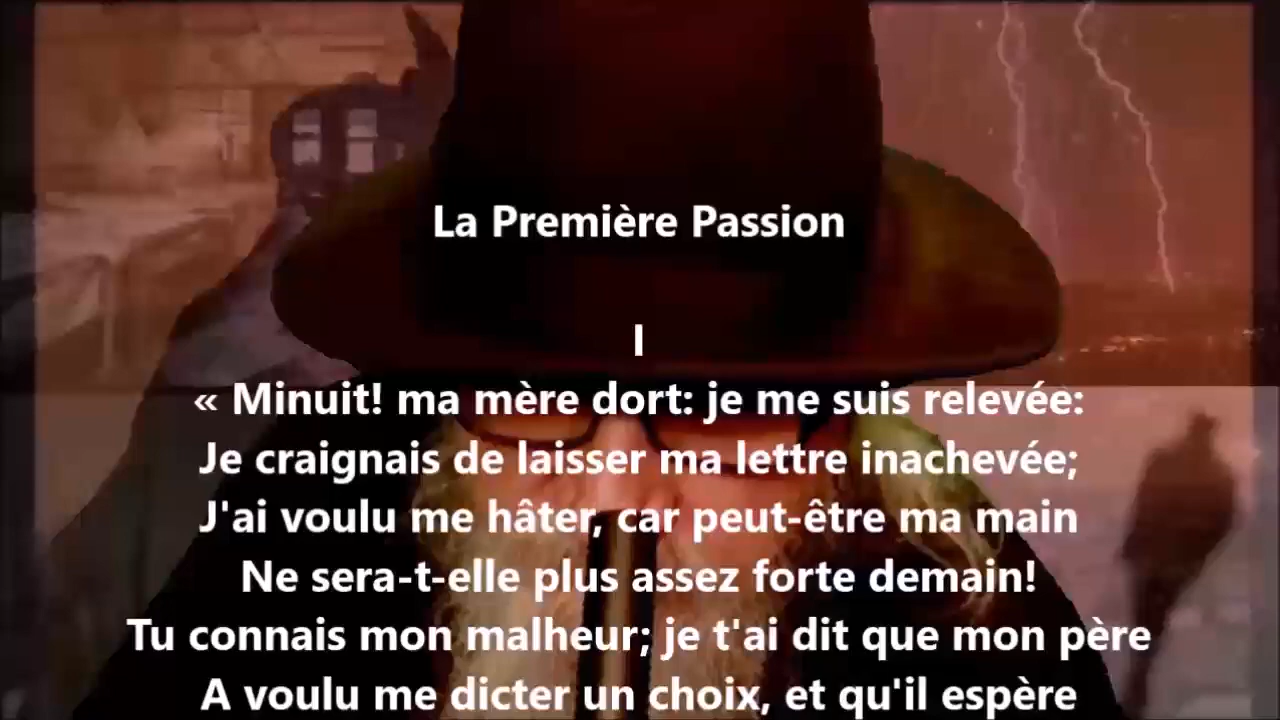 La Première Passion
I
« Minuit! ma mère dort: je me suis relevée:
Je craignais de laisser ma lettre inachevée;
J'ai voulu me hâter, car peut-être ma main
Ne sera-t-elle plus assez forte demain!
Tu connais mon malheur; je t'ai dit que mon père
A voulu me dicter un choix, et qu'il espère